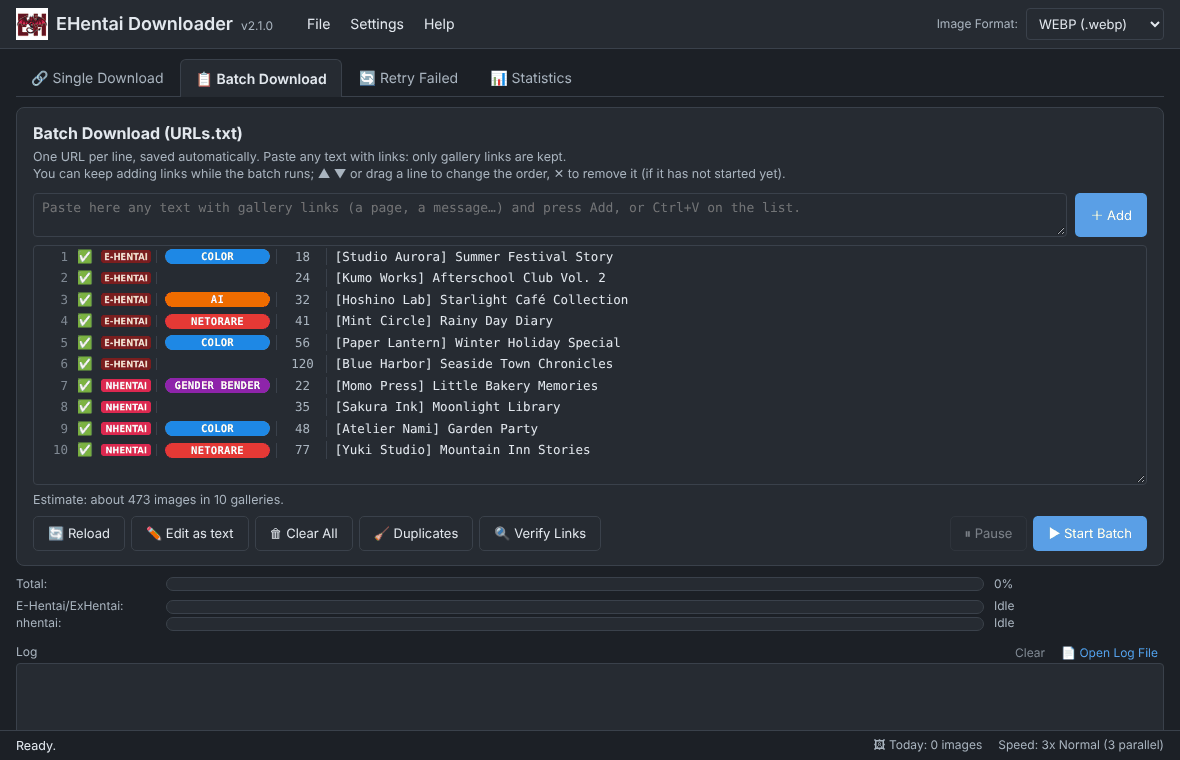 EHentai Downloader v2.1.0 File Settings Help Image Format: WEBP (.webp)
Single Download Batch Download Retry Failed Statistics
Batch Download (URLs.txt)
One URL per line, saved automatically. Paste any text with links: only gallery links are kept.
You can keep adding links while the batch runs; ▲ ▼ or drag a line to change the order, ✕ to remove it (if it has not started yet).
Paste here any text with gallery links (a page, a message…) and press Add, or Ctrl+V on the list.
+ Add
1 ✅ E-HENTAI COLOR 18 [Studio Aurora] Summer Festival Story
2 ✅ E-HENTAI 24 [Kumo Works] Afterschool Club Vol. 2
3 ✅ E-HENTAI AI 32 [Hoshino Lab] Starlight Café Collection
4 ✅ E-HENTAI NETORARE 41 [Mint Circle] Rainy Day Diary
5 ✅ E-HENTAI COLOR 56 [Paper Lantern] Winter Holiday Special
6 ✅ E-HENTAI 120 [Blue Harbor] Seaside Town Chronicles
7 ✅ NHENTAI GENDER BENDER 22 [Momo Press] Little Bakery Memories
8 ✅ NHENTAI 35 [Sakura Ink] Moonlight Library
9 ✅ NHENTAI COLOR 48 [Atelier Nami] Garden Party
10 ✅ NHENTAI NETORARE 77 [Yuki Studio] Mountain Inn Stories
Estimate: about 473 images in 10 galleries.
Reload Edit as text Clear All Duplicates Verify Links Pause Start Batch
Total: 0%
E-Hentai/ExHentai: Idle
nhentai: Idle
Log Clear Open Log File
Ready. Today: 0 images Speed: 3x Normal (3 parallel)